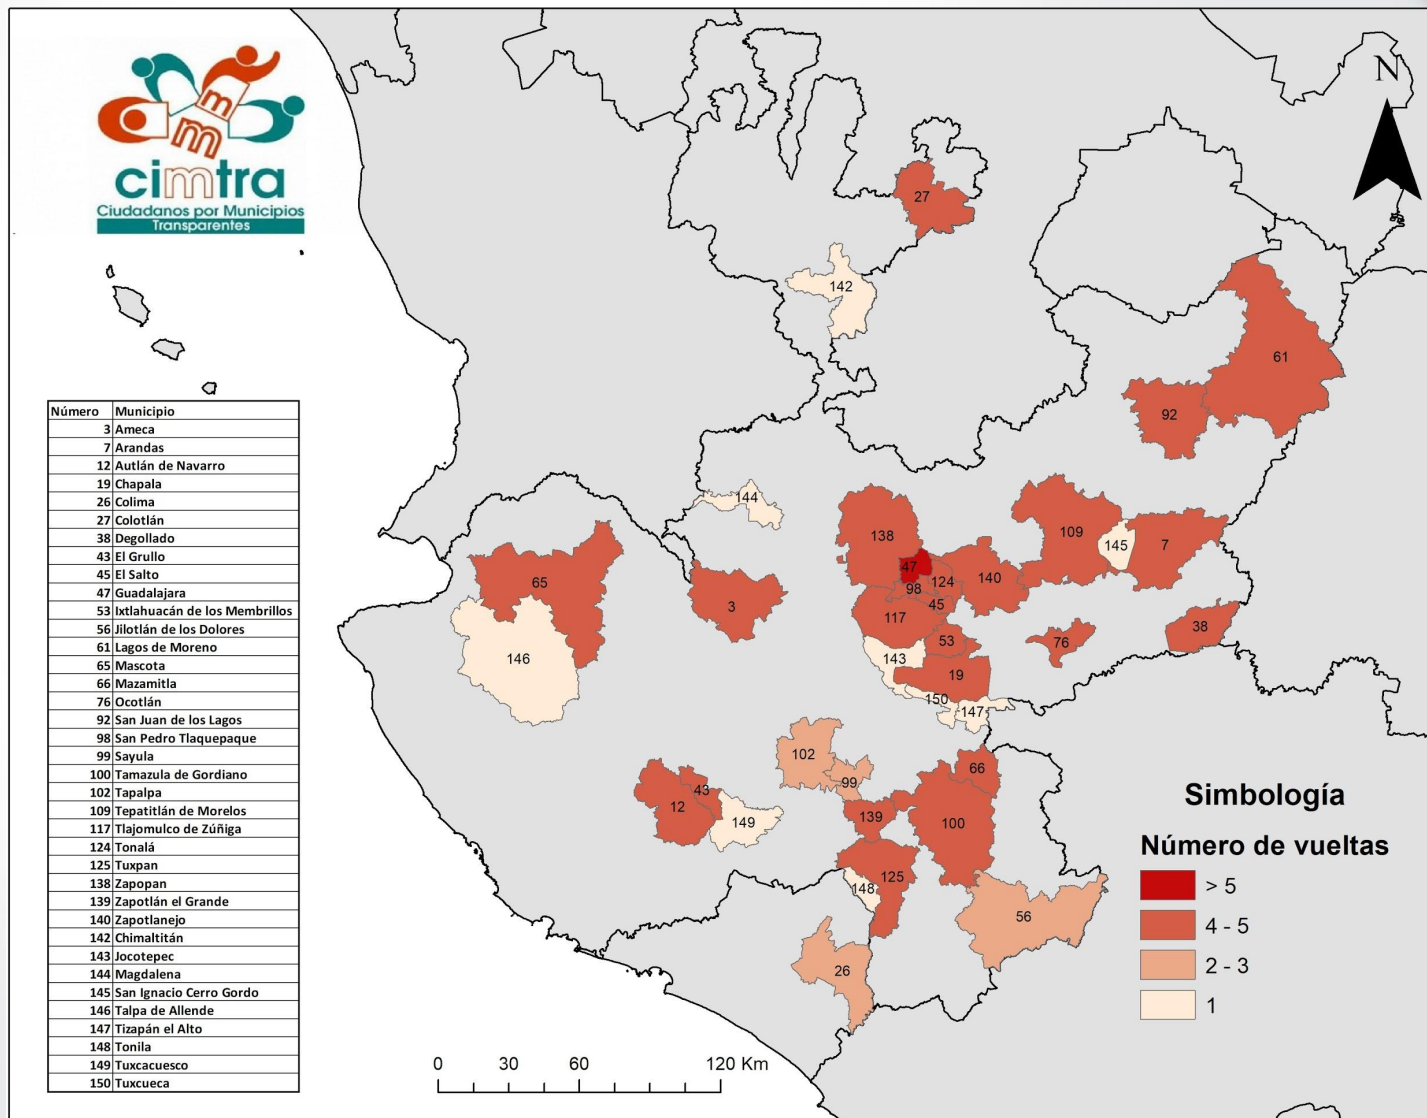 m
m
cimtra
Ciudadanos por Municipios
Transparentes
N
Número Municipio
3 Ameca
7 Arandas
12 Autlán de Navarro
19 Chapala
26 Colima
27 Colotlán
38 Degollado
43 El Grullo
45 El Salto
47 Guadalajara
53 Ixtlahuacán de los Membrillos
56 Jilotlán de los Dolores
61 Lagos de Moreno
65 Mascota
66 Mazamitla
76 Ocotlán
92 San Juan de los Lagos
98 San Pedro Tlaquepaque
99 Sayula
100 Tamazula de Gordiano
102 Tapalpa
109 Tepatitlán de Morelos
117 Tlajomulco de Zúñiga
124 Tonalá
125 Tuxpan
138 Zapopan
139 Zapotlán el Grande
140 Zapotlanejo
142 Chimaltitán
143 Jocotepec
144 Magdalena
145 San Ignacio Cerro Gordo
146 Talpa de Allende
147 Tizapán el Alto
148 Tonila
149 Tuxcacuesco
150 Tuxcueca
27
142
61
92
144
138
109
145
7
47
98
124
140
65
3
45
117
38
53
76
146
143
19
150
147
102
99
66
43
12
149
139
100
125
148
56
26
Simbología
Número de vueltas
> 5
4 - 5
2 - 3
1
0 30 60 120 Km